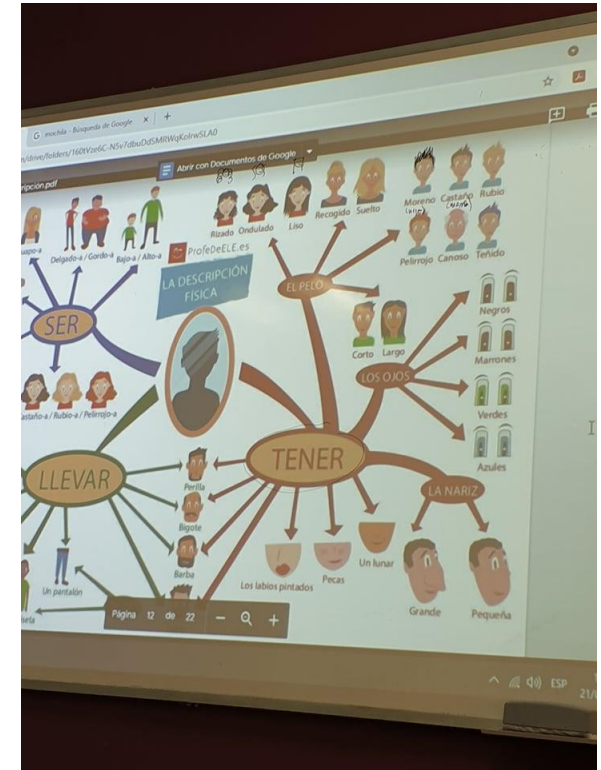 mochila - Búsqueda de Google
Abrir con Documentos de Google
ripción.pdf
Delgado-a / Gordo-a
Bajo-a / Alto-a
ProfeDeELE.es
LA DESCRIPCIÓN
FÍSICA
SER
Rizado
Ondulado
Liso
Recogido
Suelto
EL PELO
Moreno
Castaño
Rubio
Pelirrojo
Canoso
Teñido
Corto
Largo
LOS OJOS
Negros
Marrones
Verdes
Azules
astaño-a / Rubio-a / Pelirrojo-a
LLEVAR
TENER
LA NARIZ
Perilla
Bigote
Barba
Los labios pintados
Pecas
Un lunar
Grande
Pequeña
Un pantalón
Página 12 de 22
ESP